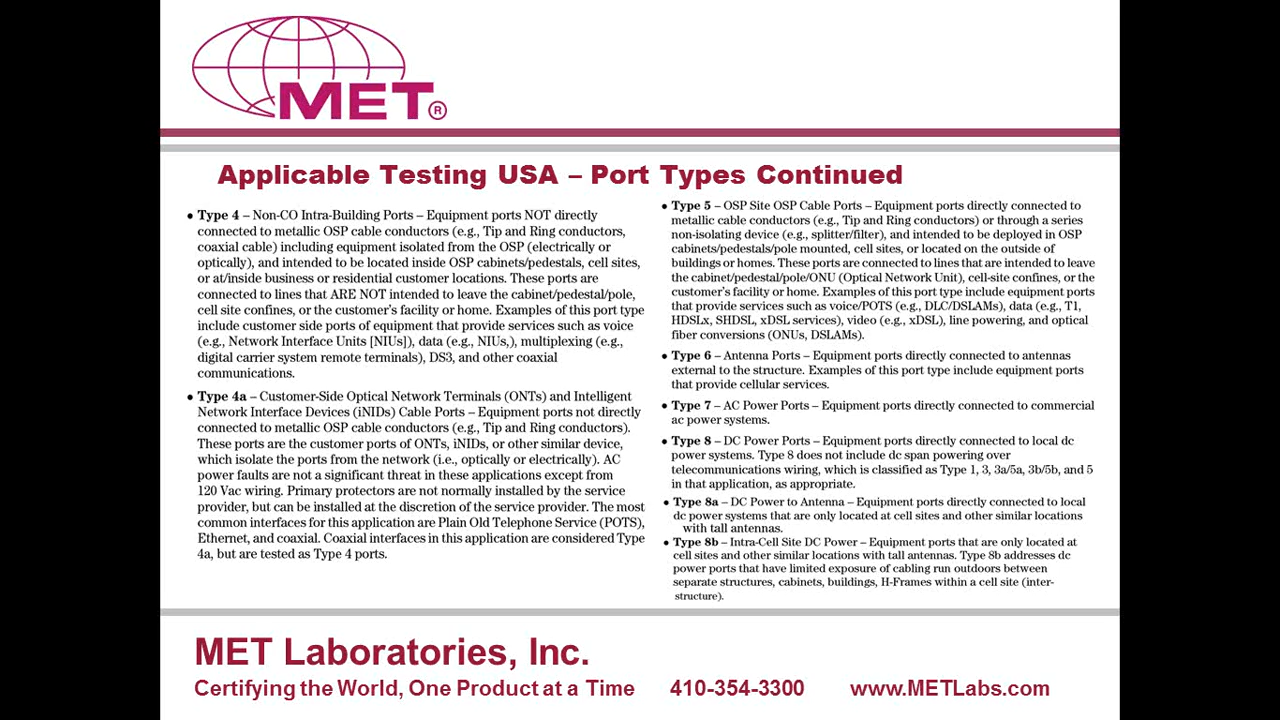 MET®
Applicable Testing USA – Port Types Continued
• Type 4 – Non-CO Intra-Building Ports – Equipment ports NOT directly
connected to metallic OSP cable conductors (e.g., Tip and Ring conductors,
coaxial cable) including equipment isolated from the OSP (electrically or
optically), and intended to be located inside OSP cabinets/pedestals, cell sites,
or at/inside business or residential customer locations. These ports are
connected to lines that ARE NOT intended to leave the cabinet/pedestal/pole,
cell site confines, or the customer's facility or home. Examples of this port type
include customer side ports of equipment that provide services such as voice
(e.g., Network Interface Units [NIUs]), data (e.g., NIUs,), multiplexing (e.g.,
digital carrier system remote terminals), DS3, and other coaxial
communications.
• Type 4a – Customer-Side Optical Network Terminals (ONTs) and Intelligent
Network Interface Devices (iNIDs) Cable Ports – Equipment ports not directly
connected to metallic OSP cable conductors (e.g., Tip and Ring conductors).
These ports are the customer ports of ONTs, iNIDs, or other similar device,
which isolate the ports from the network (i.e., optically or electrically). AC
power faults are not a significant threat in these applications except from
120 Vac wiring. Primary protectors are not normally installed by the service
provider, but can be installed at the discretion of the service provider. The most
common interfaces for this application are Plain Old Telephone Service (POTS),
Ethernet, and coaxial. Coaxial interfaces in this application are considered Type
4a, but are tested as Type 4 ports.
• Type 5 – OSP Site OSP Cable Ports – Equipment ports directly connected to
metallic cable conductors (e.g., Tip and Ring conductors) or through a series
non-isolating device (e.g., splitter/filter), and intended to be deployed in OSP
cabinets/pedestals/pole mounted, cell sites, or located on the outside of
buildings or homes. These ports are connected to lines that are intended to leave
the cabinet/pedestal/pole/ONU (Optical Network Unit), cell-site confines, or the
customer's facility or home. Examples of this port type include equipment ports
that provide services such as voice/POTS (e.g., DLC/DSLAMs), data (e.g., T1,
HDSLx, SHDSL, xDSL services), video (e.g., xDSL), line powering, and optical
fiber conversions (ONUs, DSLAMs).
• Type 6 – Antenna Ports – Equipment ports directly connected to antennas
external to the structure. Examples of this port type include equipment ports
that provide cellular services.
• Type 7 – AC Power Ports – Equipment ports directly connected to commercial
ac power systems.
• Type 8 – DC Power Ports – Equipment ports directly connected to local dc
power systems. Type 8 does not include dc span powering over
telecommunications wiring, which is classified as Type 1, 3, 3a/5a, 3b/5b, and 5
in that application, as appropriate.
• Type 8a – DC Power to Antenna – Equipment ports directly connected to local
dc power systems that are only located at cell sites and other similar locations
with tall antennas.
• Type 8b – Intra-Cell Site DC Power – Equipment ports that are only located at
cell sites and other similar locations with tall antennas. Type 8b addresses dc
power ports that have limited exposure of cabling run outdoors between
separate structures, cabinets, buildings, H-Frames within a cell site (inter-
structure).
MET Laboratories, Inc.
Certifying the World, One Product at a Time 410-354-3300 www.METLabs.com